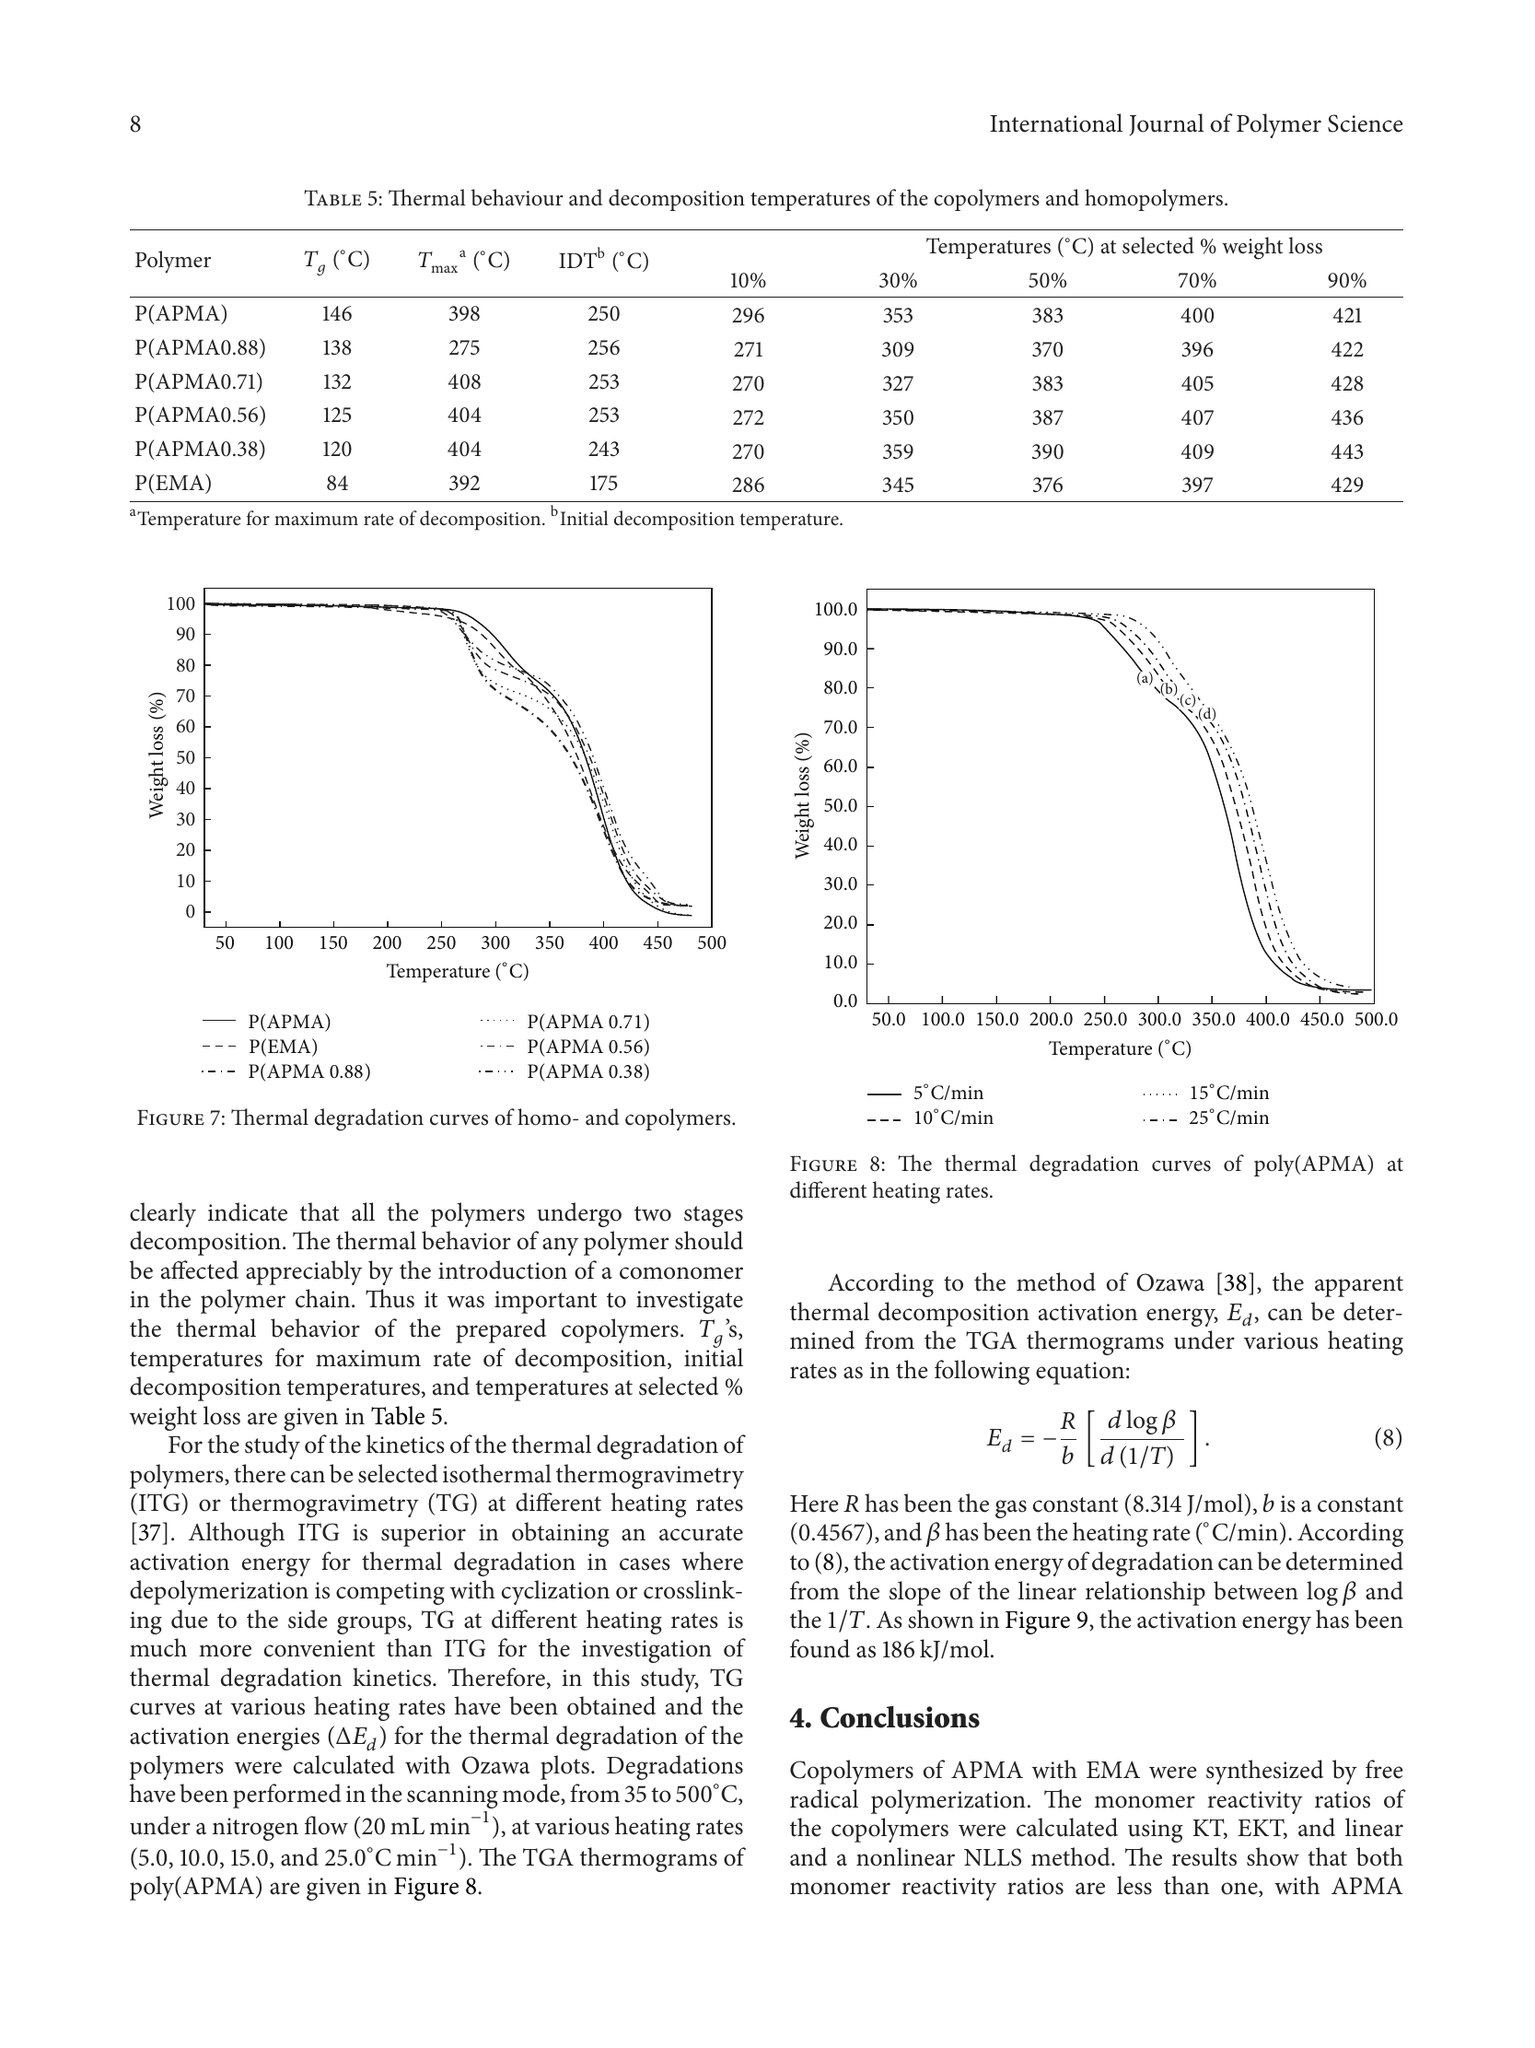 8
International Journal of Polymer Science
Table 5: Thermal behaviour and decomposition temperatures of the copolymers and homopolymers.
Polymer T_g (˚C) T_max^a (˚C) IDT^b (˚C) Temperatures (˚C) at selected % weight loss
10% 30% 50% 70% 90%
P(APMA) 146 398 250 296 353 383 400 421
P(APMA0.88) 138 275 256 271 309 370 396 422
P(APMA0.71) 132 408 253 270 327 383 405 428
P(APMA0.56) 125 404 253 272 350 387 407 436
P(APMA0.38) 120 404 243 270 359 390 409 443
P(EMA) 84 392 175 286 345 376 397 429
^a Temperature for maximum rate of decomposition. ^b Initial decomposition temperature.
100
90
80
70
60
50
40
30
20
10
0
Weight loss (%)
50 100 150 200 250 300 350 400 450 500
Temperature (˚C)
P(APMA)
P(EMA)
P(APMA 0.88)
P(APMA 0.71)
P(APMA 0.56)
P(APMA 0.38)
Figure 7: Thermal degradation curves of homo- and copolymers.
clearly indicate that all the polymers undergo two stages
decomposition. The thermal behavior of any polymer should
be affected appreciably by the introduction of a comonomer
in the polymer chain. Thus it was important to investigate
the thermal behavior of the prepared copolymers. T_g's,
temperatures for maximum rate of decomposition, initial
decomposition temperatures, and temperatures at selected %
weight loss are given in Table 5.
For the study of the kinetics of the thermal degradation of
polymers, there can be selected isothermal thermogravimetry
(ITG) or thermogravimetry (TG) at different heating rates
[37]. Although ITG is superior in obtaining an accurate
activation energy for thermal degradation in cases where
depolymerization is competing with cyclization or crosslink-
ing due to the side groups, TG at different heating rates is
much more convenient than ITG for the investigation of
thermal degradation kinetics. Therefore, in this study, TG
curves at various heating rates have been obtained and the
activation energies (ΔE_d) for the thermal degradation of the
polymers were calculated with Ozawa plots. Degradations
have been performed in the scanning mode, from 35 to 500˚C,
under a nitrogen flow (20 mL min⁻¹), at various heating rates
(5.0, 10.0, 15.0, and 25.0˚C min⁻¹). The TGA thermograms of
poly(APMA) are given in Figure 8.
100.0
90.0
80.0
70.0
60.0
50.0
40.0
30.0
20.0
10.0
0.0
Weight loss (%)
(a)
(b)
(c)
(d)
50.0 100.0 150.0 200.0 250.0 300.0 350.0 400.0 450.0 500.0
Temperature (˚C)
5˚C/min
10˚C/min
15˚C/min
25˚C/min
Figure 8: The thermal degradation curves of poly(APMA) at
different heating rates.
According to the method of Ozawa [38], the apparent
thermal decomposition activation energy, E_d, can be deter-
mined from the TGA thermograms under various heating
rates as in the following equation:
E_d = −R/b [d log β / d (1/T)]. (8)
Here R has been the gas constant (8.314 J/mol), b is a constant
(0.4567), and β has been the heating rate (˚C/min). According
to (8), the activation energy of degradation can be determined
from the slope of the linear relationship between log β and
the 1/T. As shown in Figure 9, the activation energy has been
found as 186 kJ/mol.
4. Conclusions
Copolymers of APMA with EMA were synthesized by free
radical polymerization. The monomer reactivity ratios of
the copolymers were calculated using KT, EKT, and linear
and a nonlinear NLLS method. The results show that both
monomer reactivity ratios are less than one, with APMA